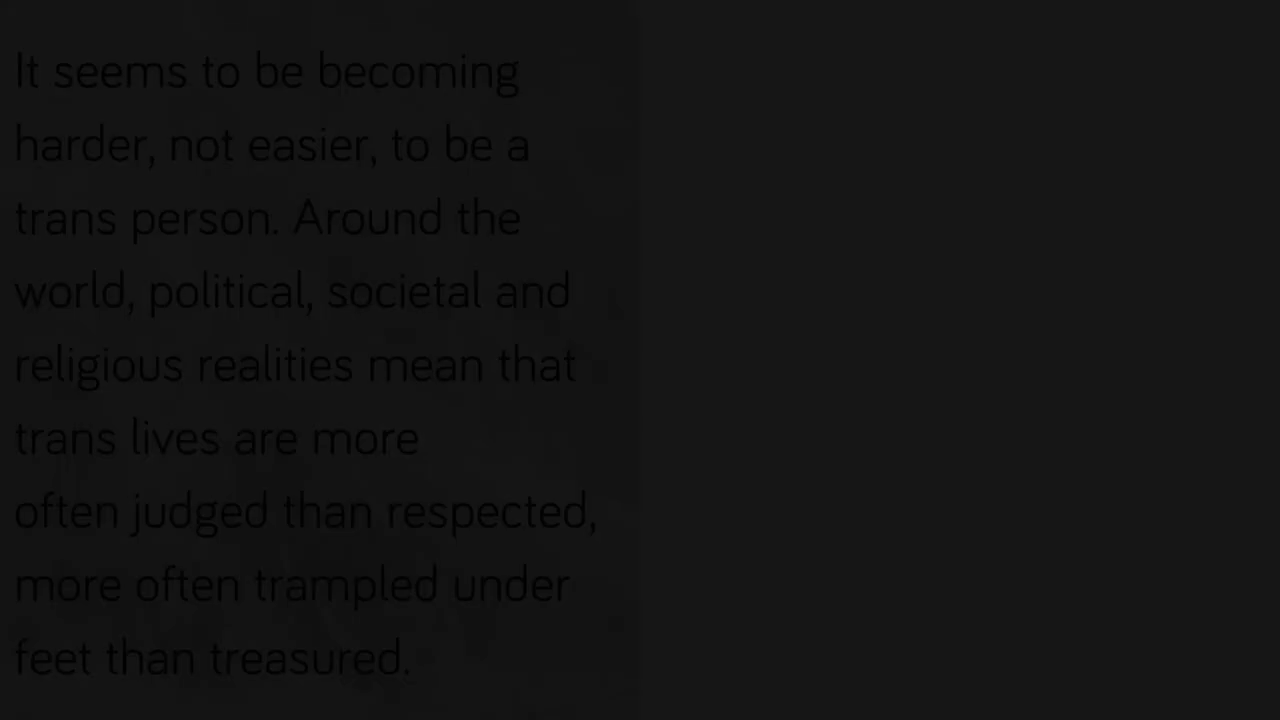 It seems to be becoming
harder, not easier, to be a
trans person. Around the
world, political, societal and
religious realities mean that
trans lives are more
often judged than respected,
more often trampled under
feet than treasured.